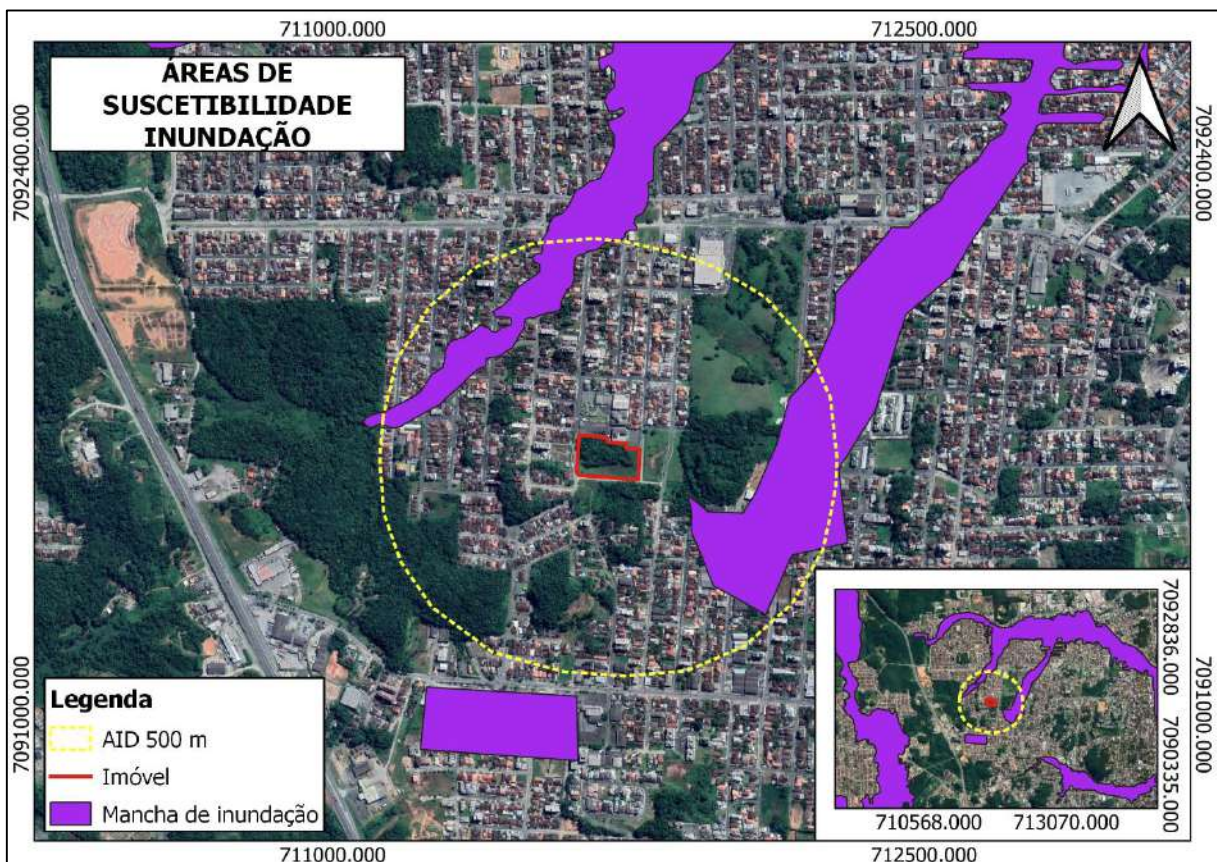 711000.000
712500.000
ÁREAS DE
SUSCETIBILIDADE
INUNDAÇÃO
7092400.000
7092400.000
7091000.000
7091000.000
Legenda
AID 500 m
Imóvel
Mancha de inundação
7092836.000
7090335.000
710568.000
713070.000
711000.000
712500.000